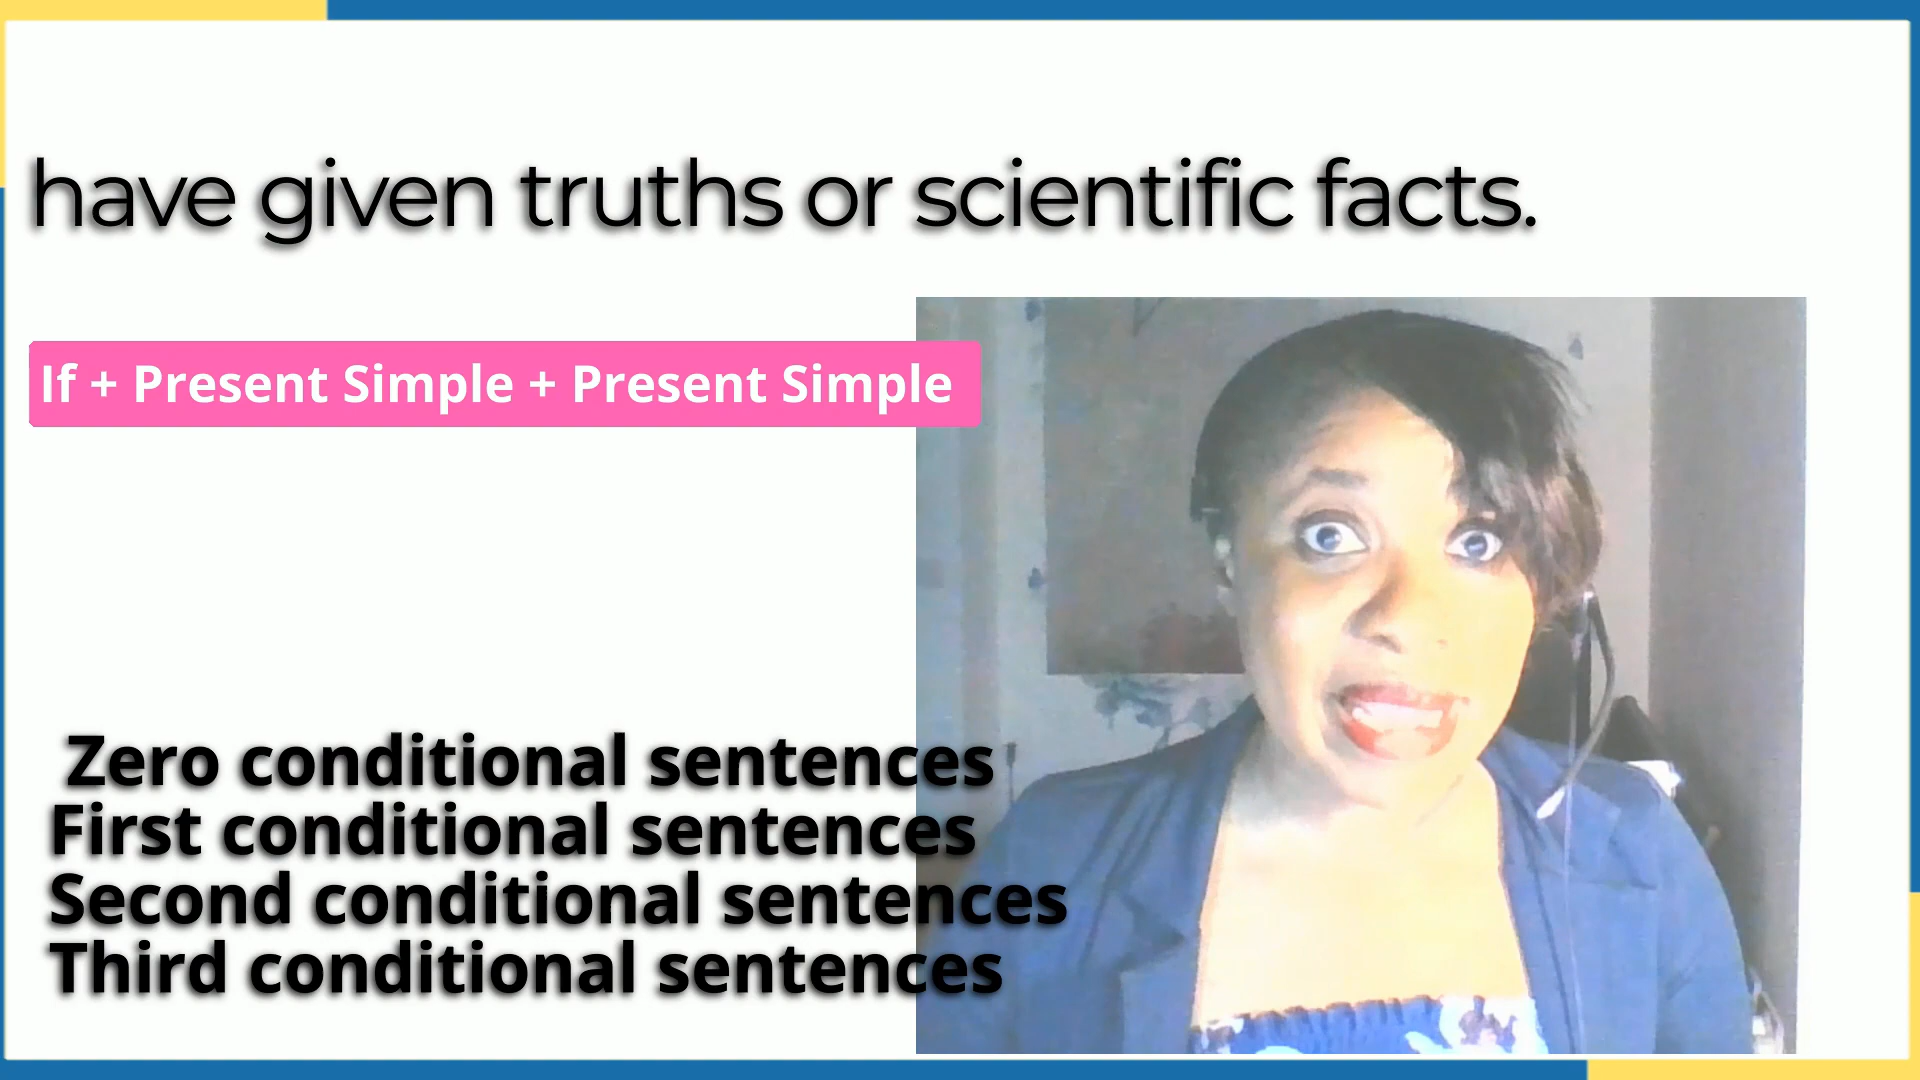 have given truths or scientific facts.
If + Present Simple + Present Simple
Zero conditional sentences
First conditional sentences
Second conditional sentences
Third conditional sentences